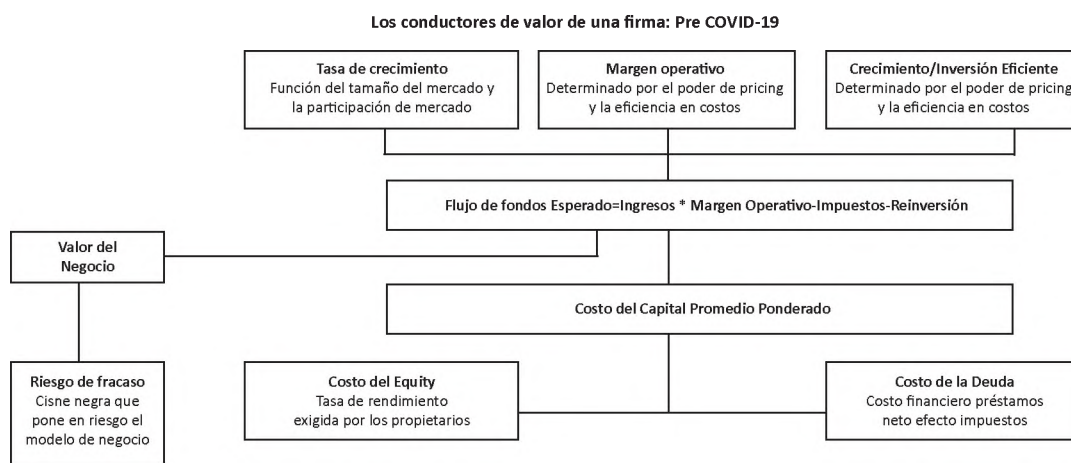 Los conductores de valor de una firma: Pre COVID-19
Tasa de crecimiento
Función del tamaño del mercado y
la participación de mercado
Margen operativo
Determinado por el poder de pricing
y la eficiencia en costos
Crecimiento/Inversión Eficiente
Determinado por el poder de pricing
y la eficiencia en costos
Flujo de fondos Esperado=Ingresos * Margen Operativo-Impuestos-Reinversión
Valor del
Negocio
Costo del Capital Promedio Ponderado
Riesgo de fracaso
Cisne negra que
pone en riesgo el
modelo de negocio
Costo del Equity
Tasa de rendimiento
exigida por los propietarios
Costo de la Deuda
Costo financiero préstamos
neto efecto impuestos